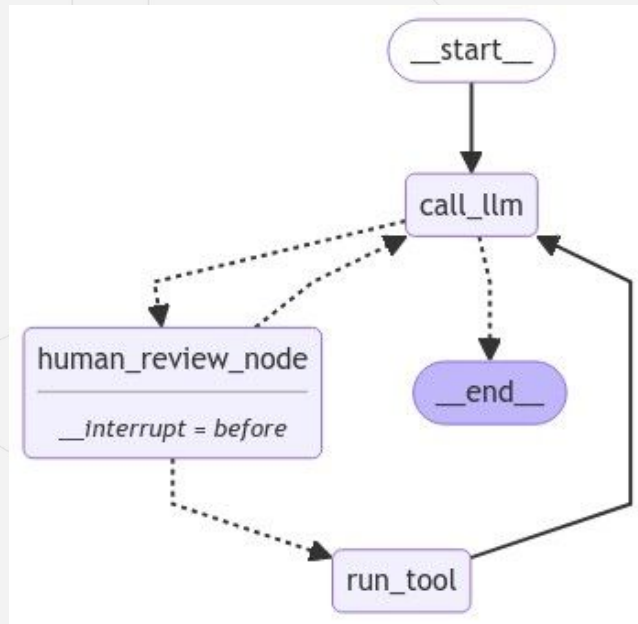 __start__
call_llm
human_review_node
__interrupt = before
__end__
run_tool